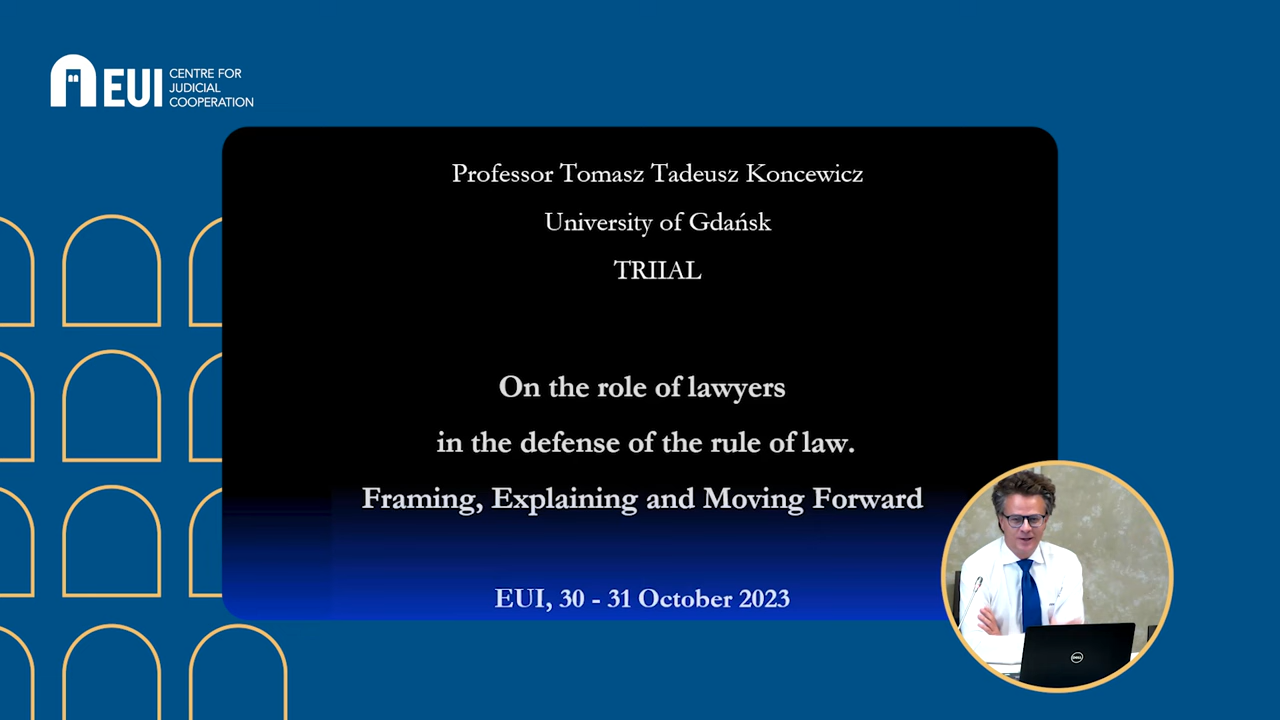 EUI
CENTRE FOR
JUDICIAL
COOPERATION
Professor Tomasz Tadeusz Koncewicz
University of Gdańsk
TRIIAL
On the role of lawyers
in the defense of the rule of law.
Framing, Explaining and Moving Forward
EUI, 30 - 31 October 2023
DELL